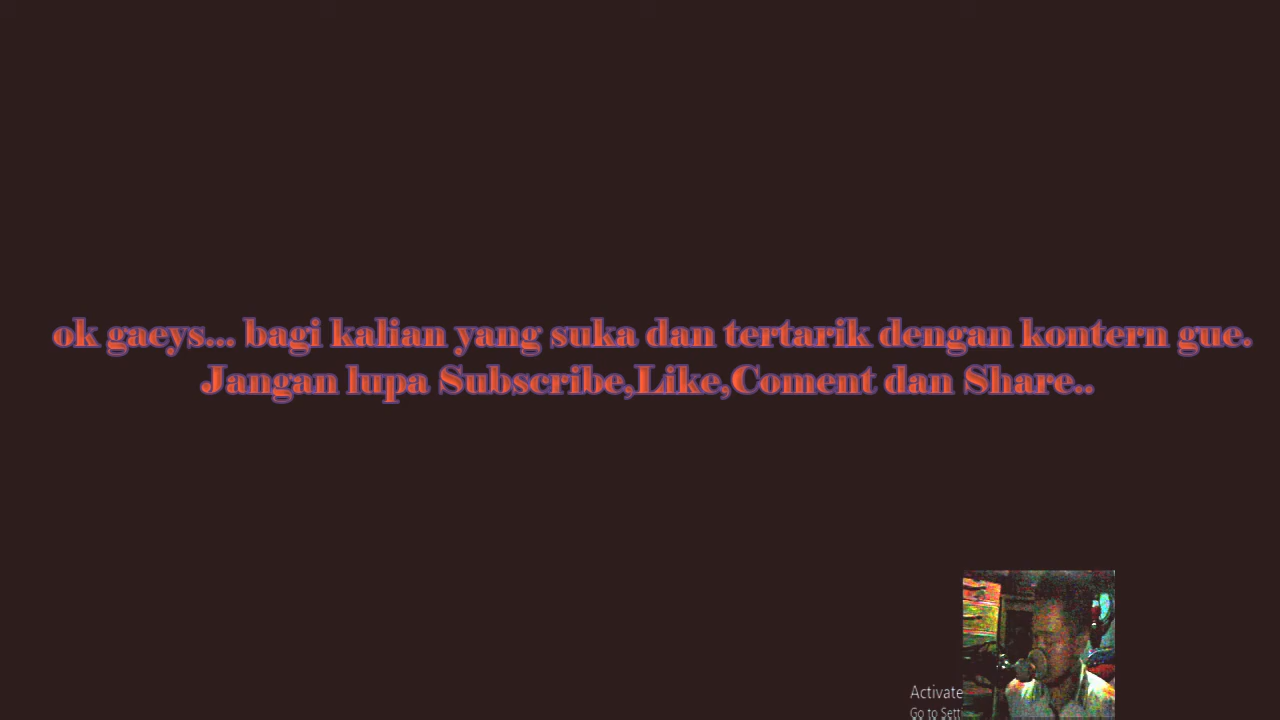 ok gaeys... bagi kalian yang suka dan tertarik dengan kontern gue.
Jangan lupa Subscribe,Like,Coment dan Share..
Activate
Go to Sett